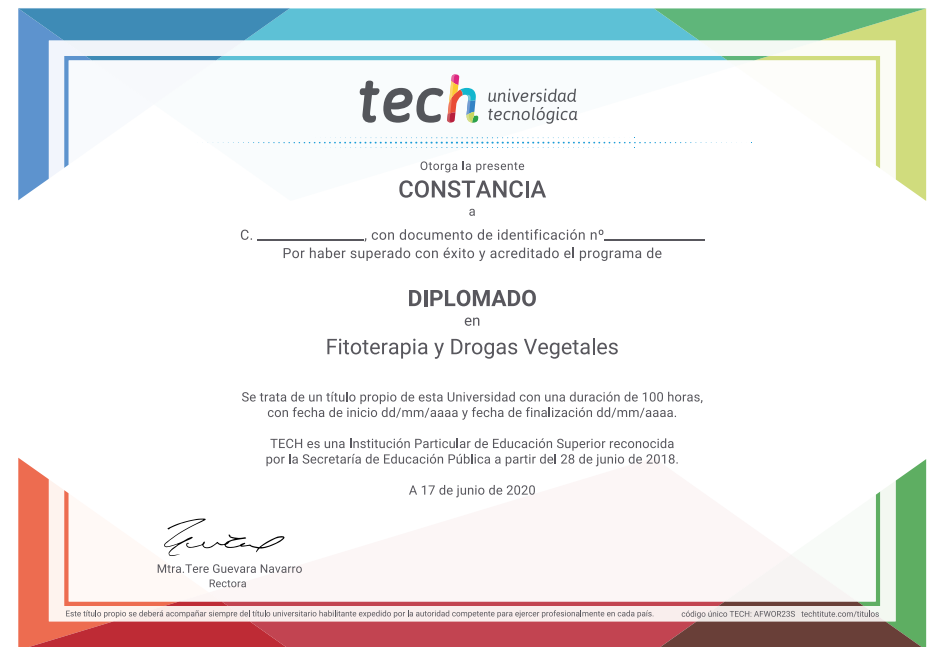 tech universidad
tecnológica
Otorga la presente
CONSTANCIA
a
C. ______________, con documento de identificación nº_____________
Por haber superado con éxito y acreditado el programa de
DIPLOMADO
en
Fitoterapia y Drogas Vegetales
Se trata de un título propio de esta Universidad con una duración de 100 horas,
con fecha de inicio dd/mm/aaaa y fecha de finalización dd/mm/aaaa.
TECH es una Institución Particular de Educación Superior reconocida
por la Secretaría de Educación Pública a partir del 28 de junio de 2018.
A 17 de junio de 2020
Mtra.Tere Guevara Navarro
Rectora
Este título propio se deberá acompañar siempre del título universitario habilitante expedido por la autoridad competente para ejercer profesionalmente en cada país. código único TECH: AFWOR23S techtitute.com/titulos